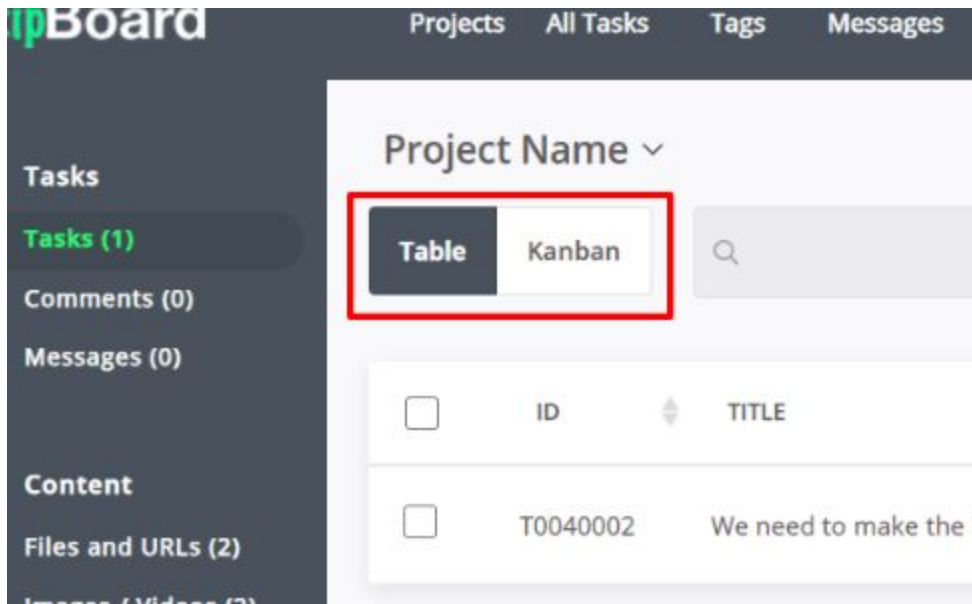 ipBoard Projects All Tasks Tags Messages
Project Name
Tasks
Tasks (1)
Comments (0)
Messages (0)
Content
Files and URLs (2)
Table Kanban
ID TITLE
T0040002 We need to make the